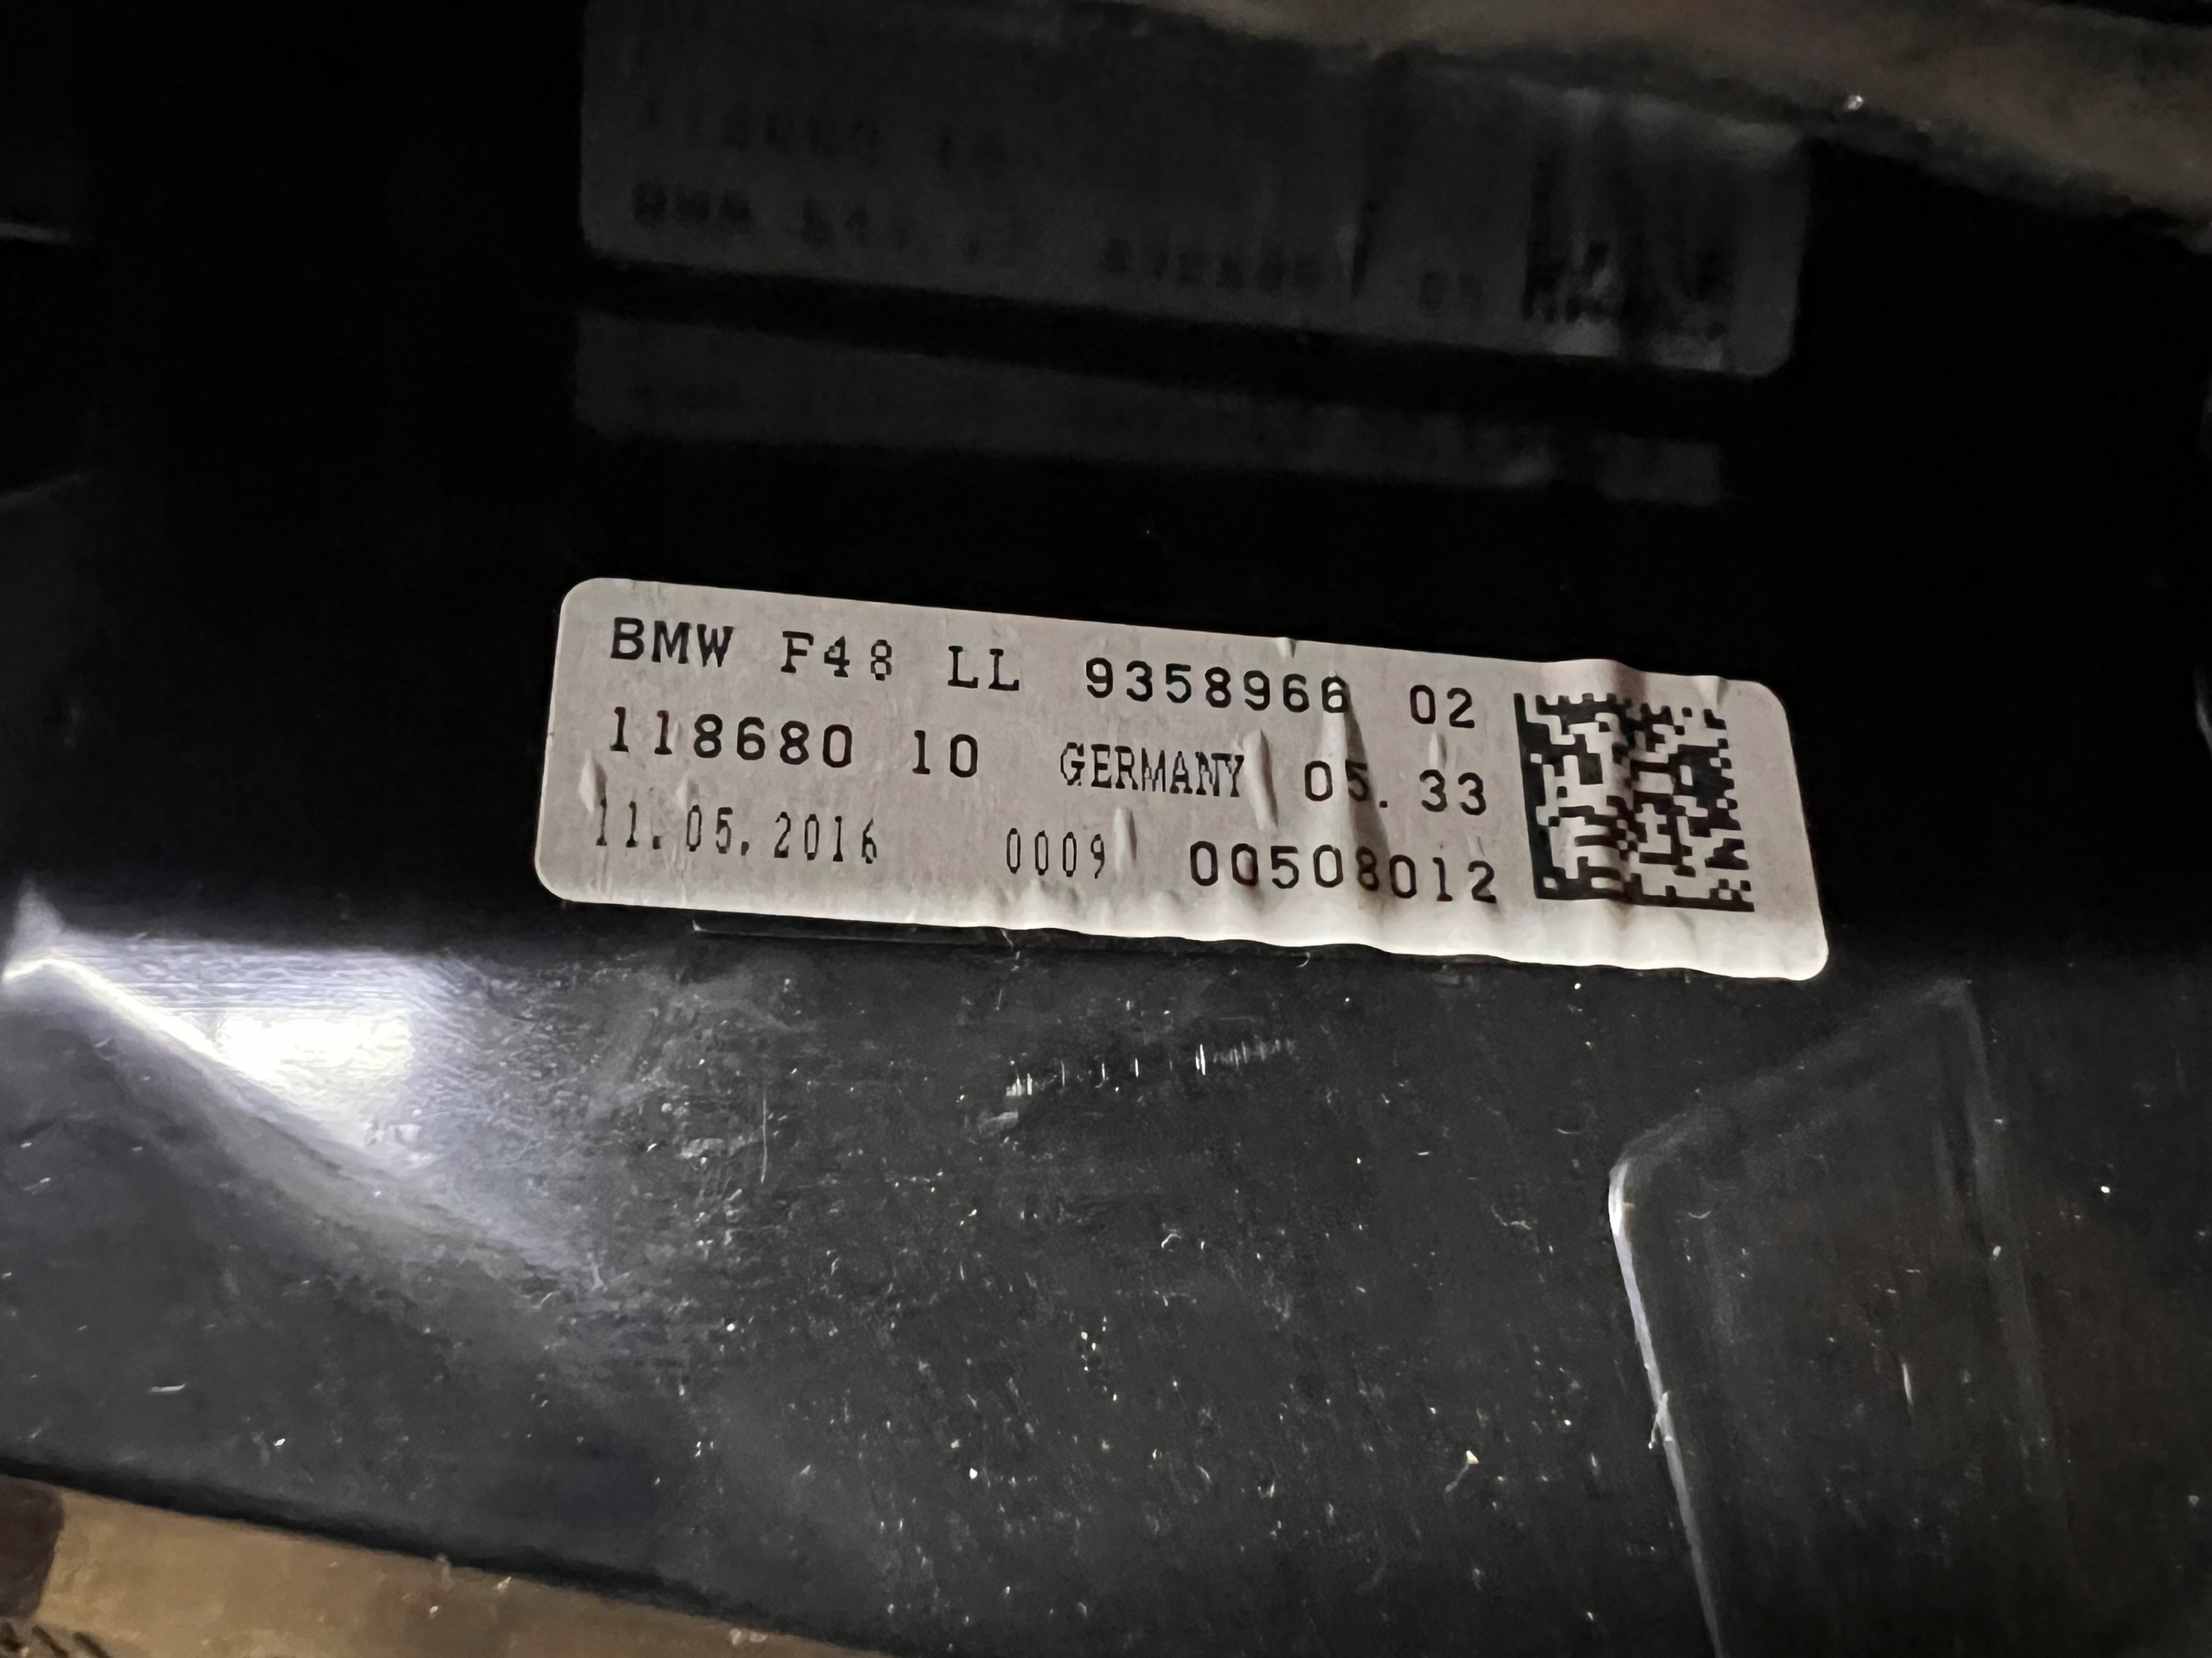 BMW F48 LL 9358966 02
118680 10 GERMANY 05.33
11.05.2016 0009 00508012